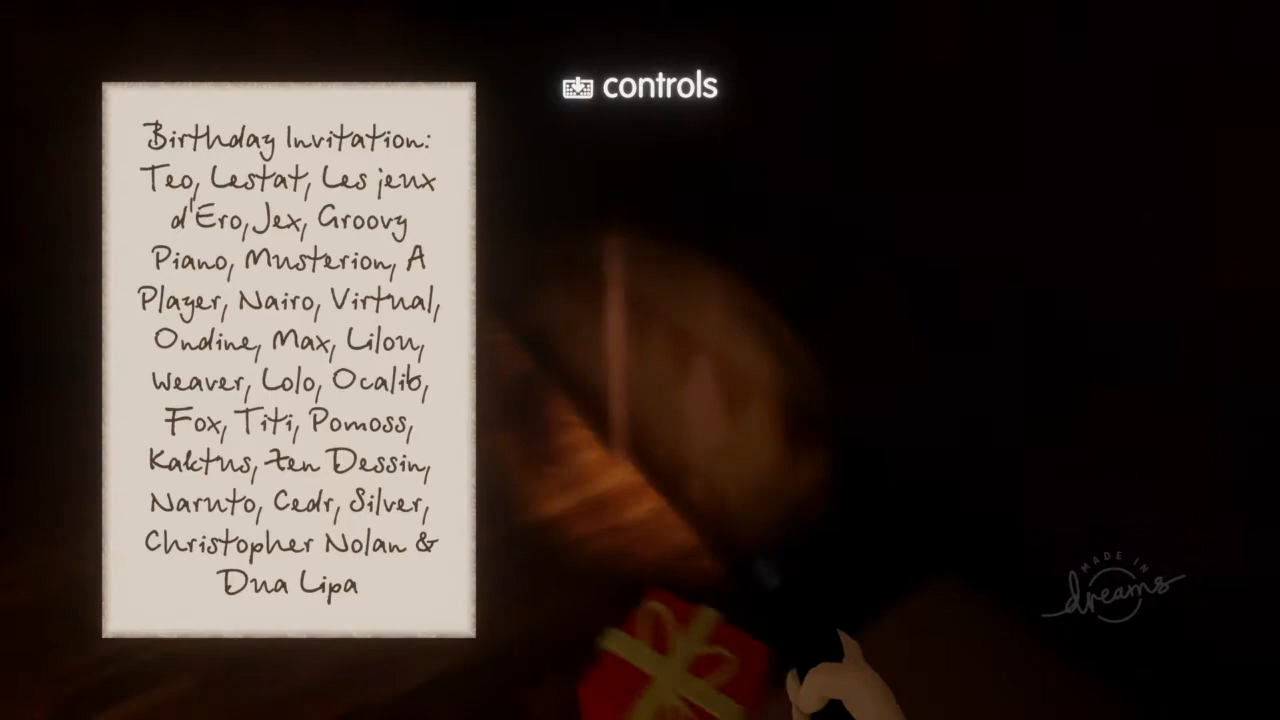 controls
Birthday Invitation:
Teo, Lestat, Les jeux
d'Ero, Jex, Groovy
Piano, Musterion, A
Player, Nairo, Virtual,
Ondine, Max, Lilou,
Weaver, Lolo, Ocalib,
Fox, Titi, Pomoss,
Kaktus, Zen Dessin,
Naruto, Cedr, Silver,
Christopher Nolan &
Dua Lipa
MADE IN
dreams